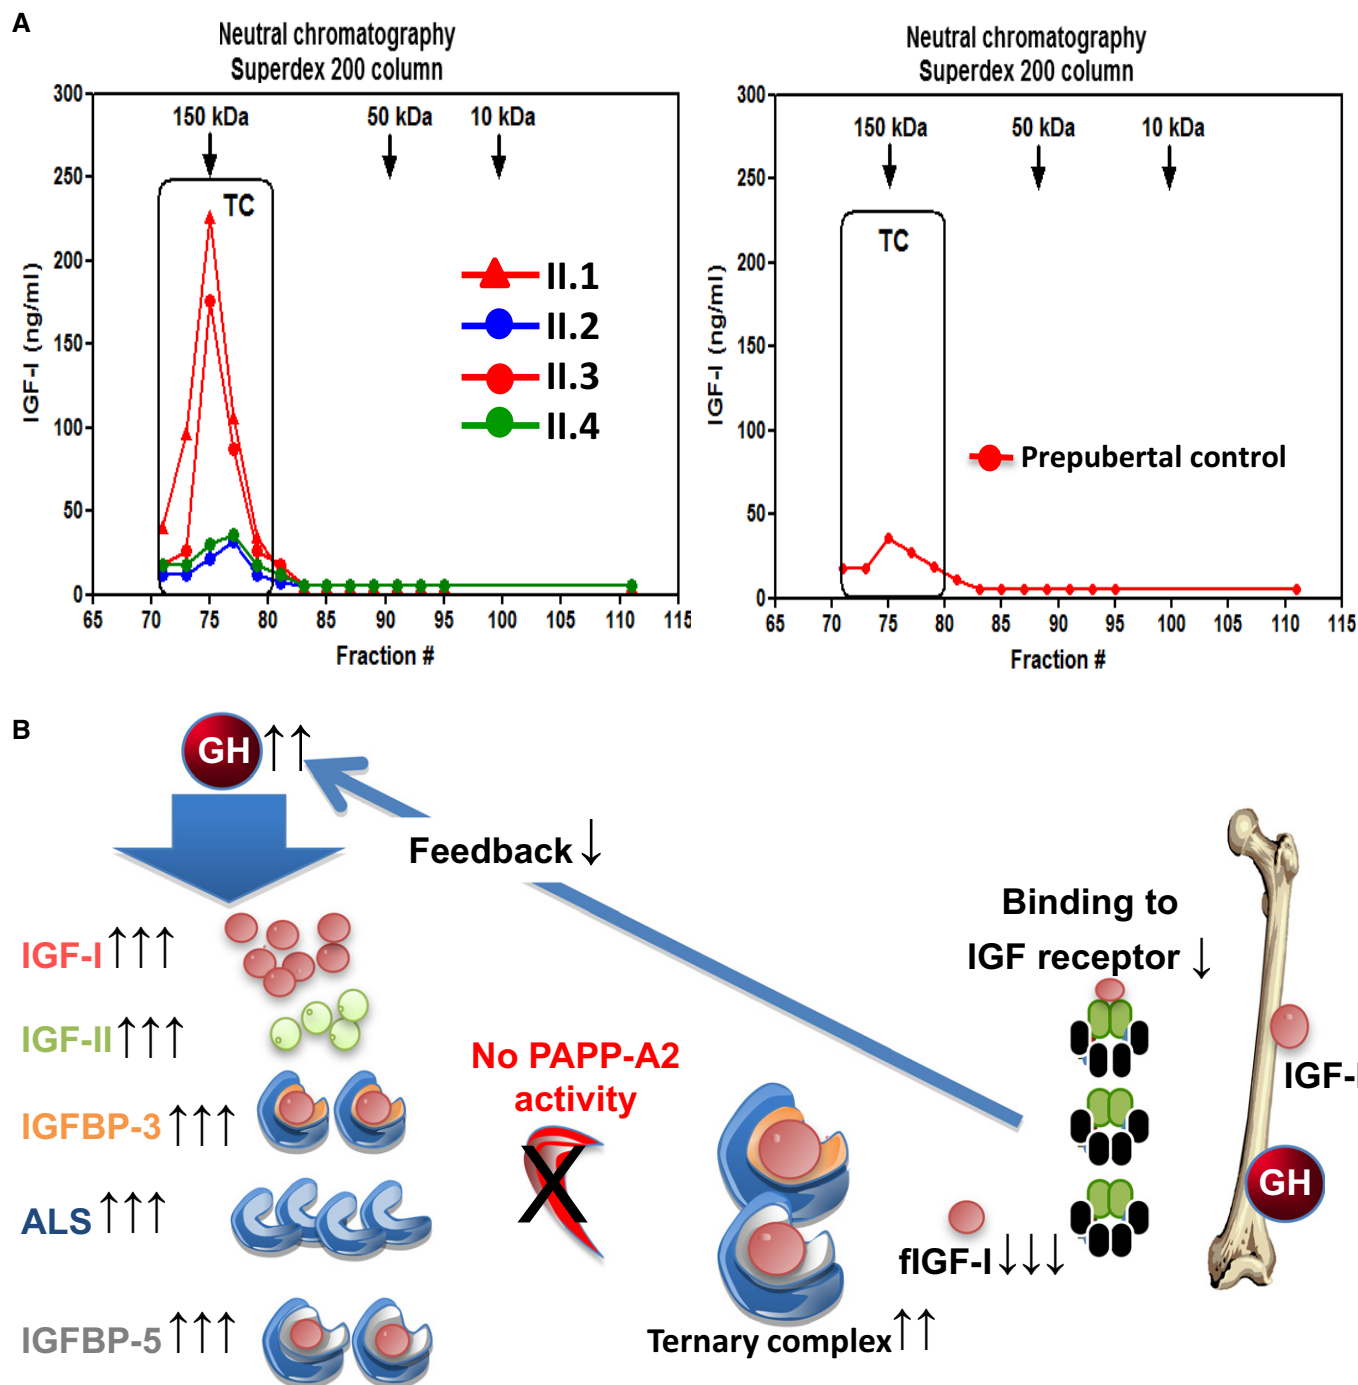 A
Neutral chromatography
Superdex 200 column
300
250
200
150
100
50
0
IGF-I (ng/ml)
150 kDa
50 kDa
10 kDa
TC
II.1
II.2
II.3
II.4
65 70 75 80 85 90 95 100 105 110 115
Fraction #
Neutral chromatography
Superdex 200 column
300
250
200
150
100
50
0
IGF-I (ng/ml)
150 kDa
50 kDa
10 kDa
TC
Prepubertal control
65 70 75 80 85 90 95 100 105 110 115
Fraction #
B
GH ↑↑
Feedback ↓
IGF-I ↑↑↑
IGF-II ↑↑↑
IGFBP-3 ↑↑↑
ALS ↑↑↑
IGFBP-5 ↑↑↑
No PAPP-A2
activity
X
Ternary complex ↑↑
fIGF-I ↓↓↓
Binding to
IGF receptor ↓
IGF-I
GH